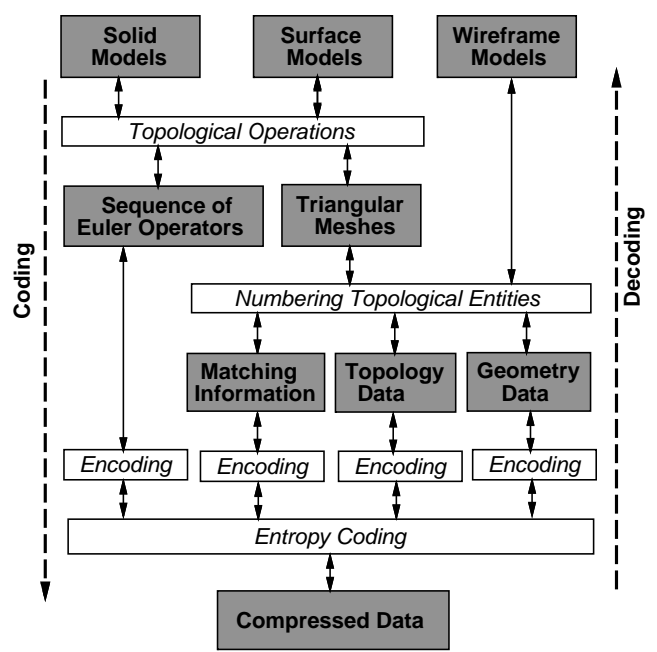 Solid
Models
Surface
Models
Wireframe
Models
Topological Operations
Sequence of
Euler Operators
Triangular
Meshes
Coding
Decoding
Numbering Topological Entities
Matching
Information
Topology
Data
Geometry
Data
Encoding
Encoding
Encoding
Encoding
Entropy Coding
Compressed Data